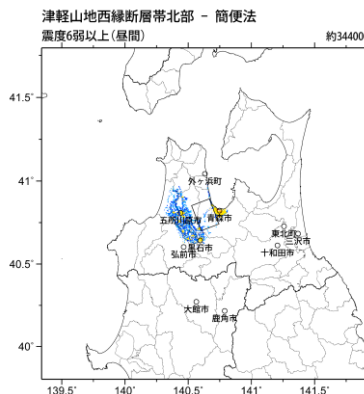 津軽山地西縁断層帯北部 - 簡便法
震度6弱以上(昼間)
約34400
41.5˚
外ヶ浜町
41˚
青森市
五所川原市
東北町
三沢市
黒石市
弘前市
十和田市
40.5˚
大館市
鹿角市
40˚
139.5˚
140˚
140.5˚
141˚
141.5˚